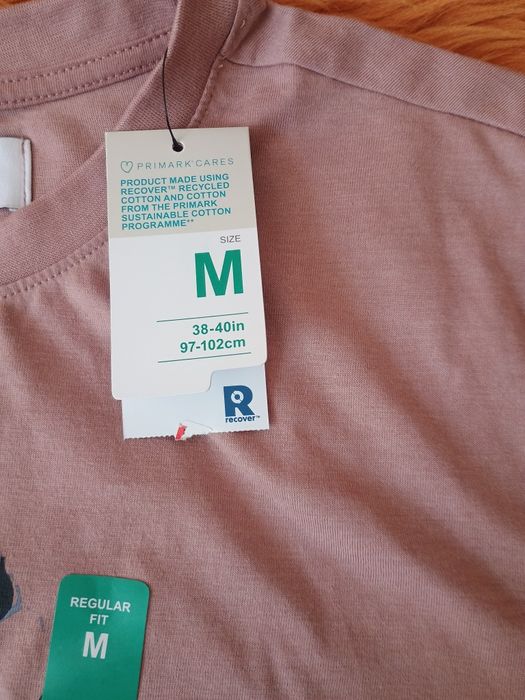 PRIMARK® CARES
PRODUCT MADE USING
RECOVER™ RECYCLED
COTTON AND COTTON
FROM THE PRIMARK
SUSTAINABLE COTTON
PROGRAMME**
SIZE
M
38-40in
97-102cm
R
recover™
REGULAR
FIT
M